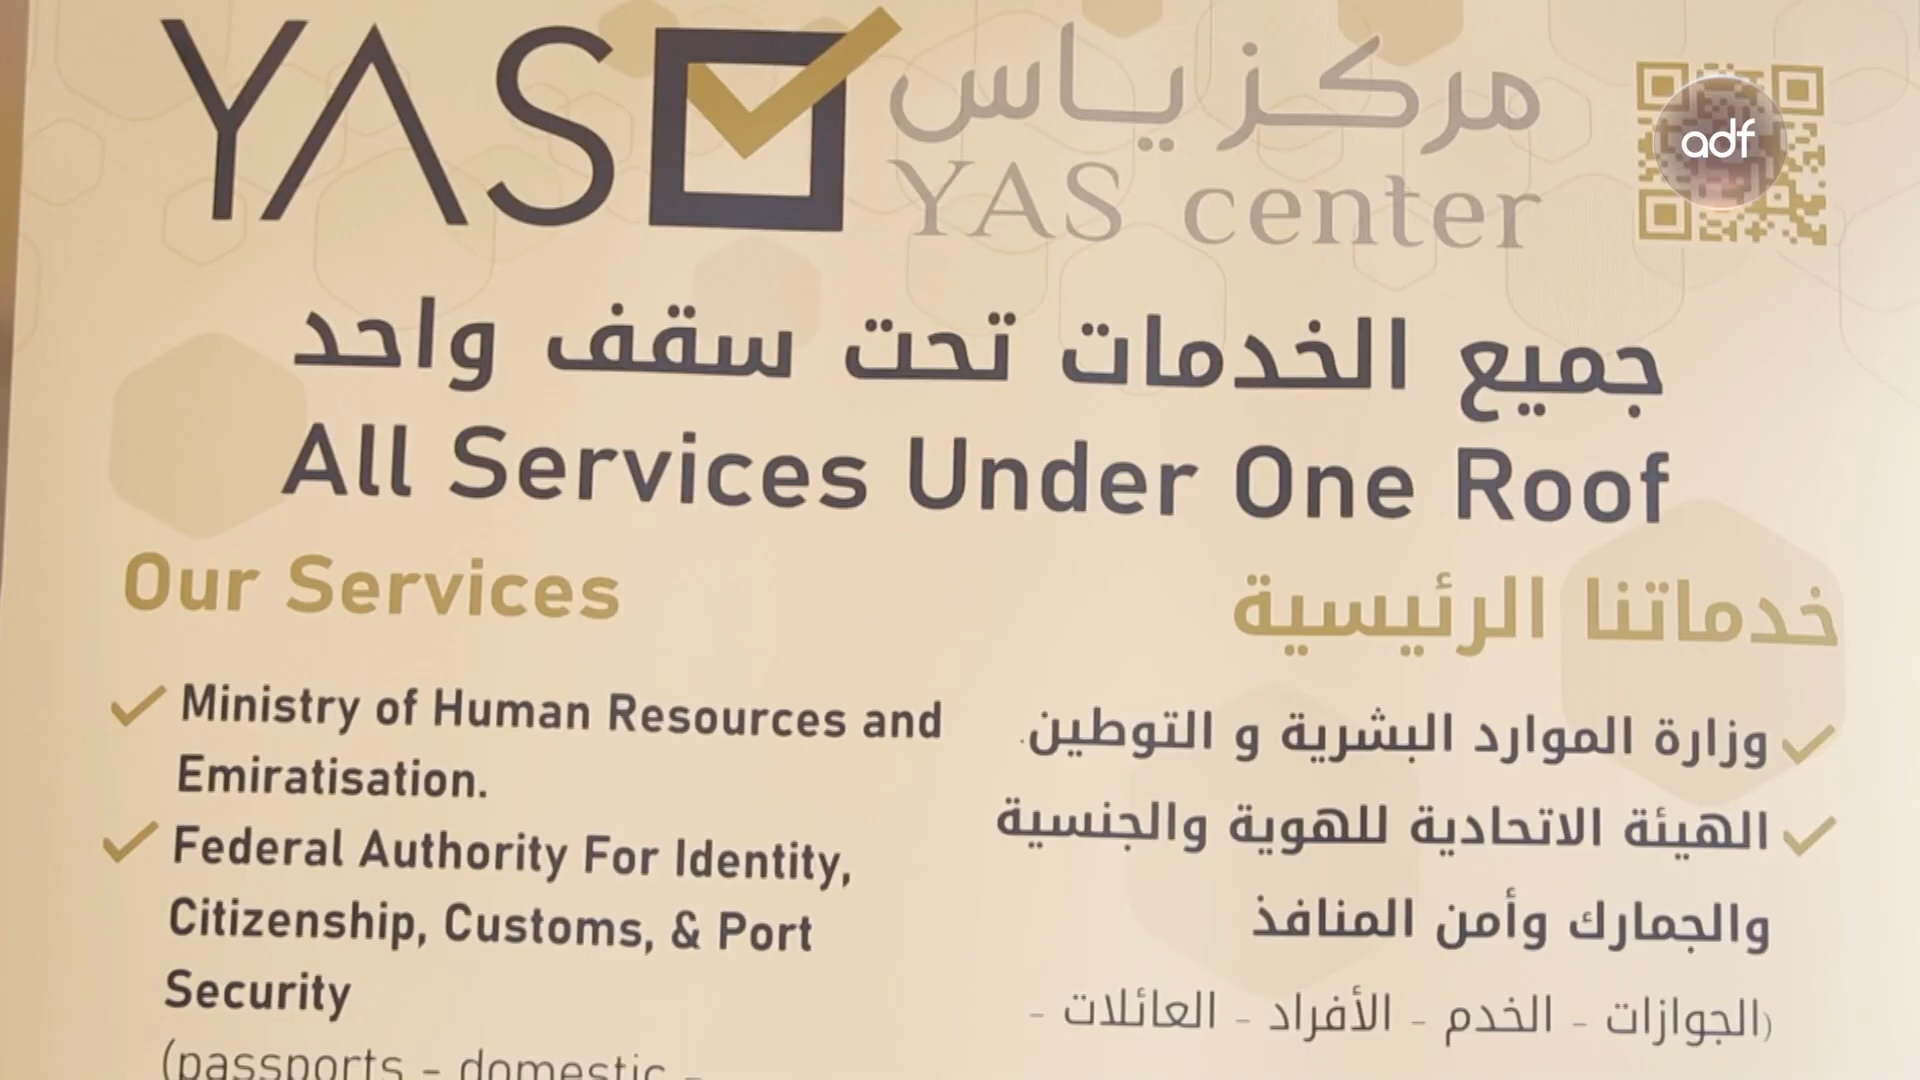 YAS
مركز ياس
YAS center
adf
جميع الخدمات تحت سقف واحد
All Services Under One Roof
Our Services
Ministry of Human Resources and
Emiratisation.
Federal Authority For Identity,
Citizenship, Customs, & Port
Security
(passports - domestic -
خدماتنا الرئيسية
وزارة الموارد البشرية و التوطين.
الهيئة الاتحادية للهوية والجنسية
والجمارك وأمن المنافذ
(الجوازات - الخدم - الأفراد - العائلات -